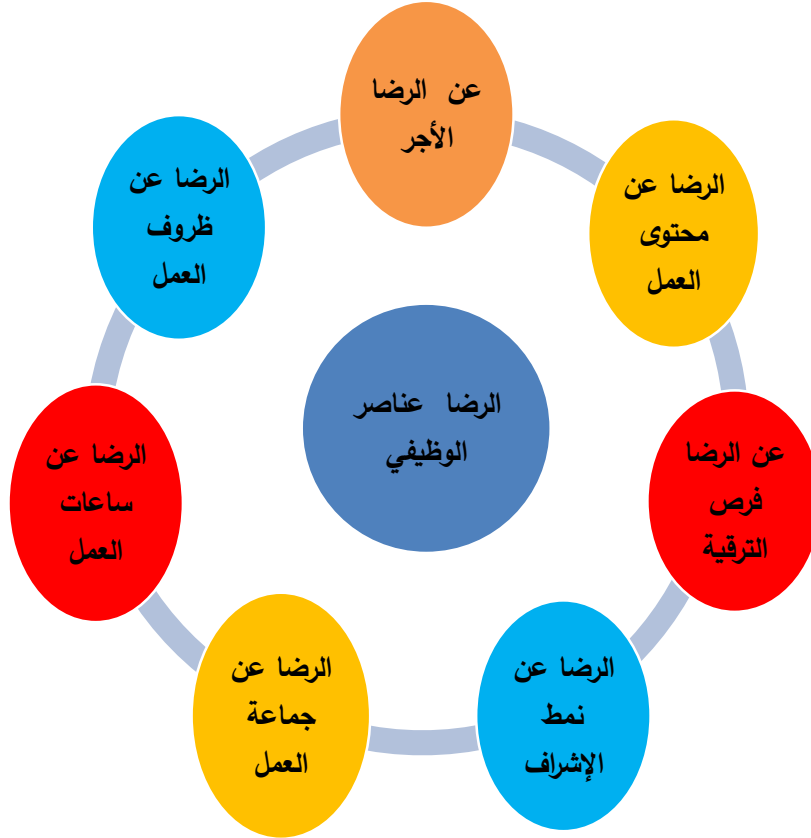 عن الرضا
الأجر
الرضا عن
محتوى
العمل
عن الرضا
فرص
الترقية
الرضا عن
نمط
الإشراف
الرضا عن
جماعة
العمل
الرضا عن
ساعات
العمل
الرضا عن
ظروف
العمل
الرضا عناصر
الوظيفي